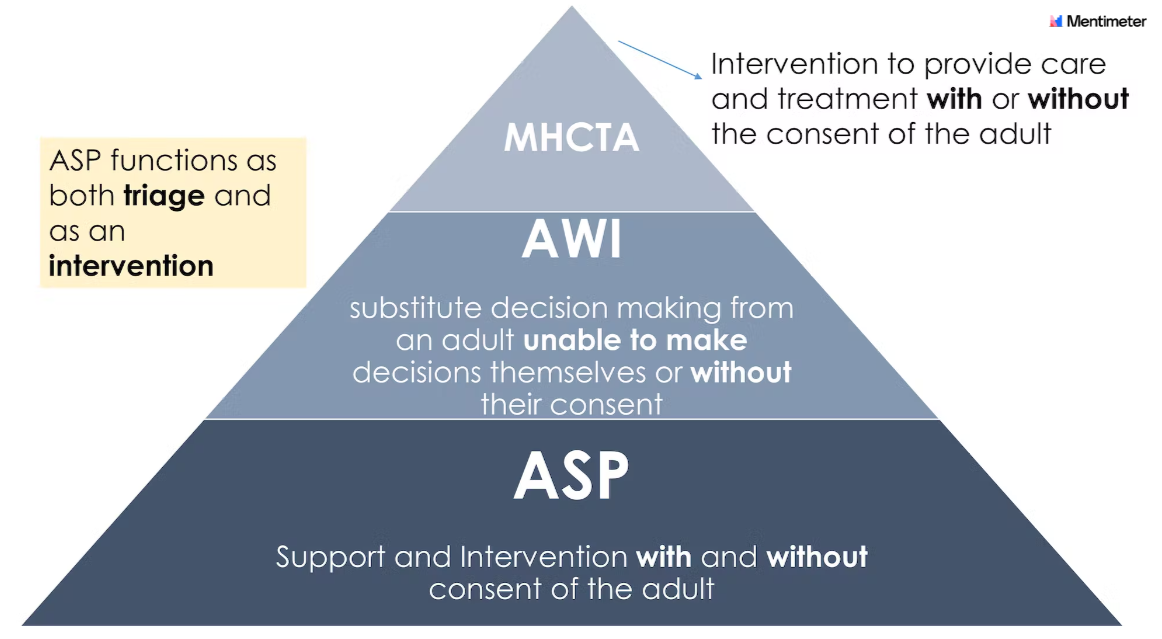 Mentimeter
Intervention to provide care
and treatment with or without
the consent of the adult
MHCTA
ASP functions as
both triage and
as an
intervention
AWI
substitute decision making from
an adult unable to make
decisions themselves or without
their consent
ASP
Support and Intervention with and without
consent of the adult